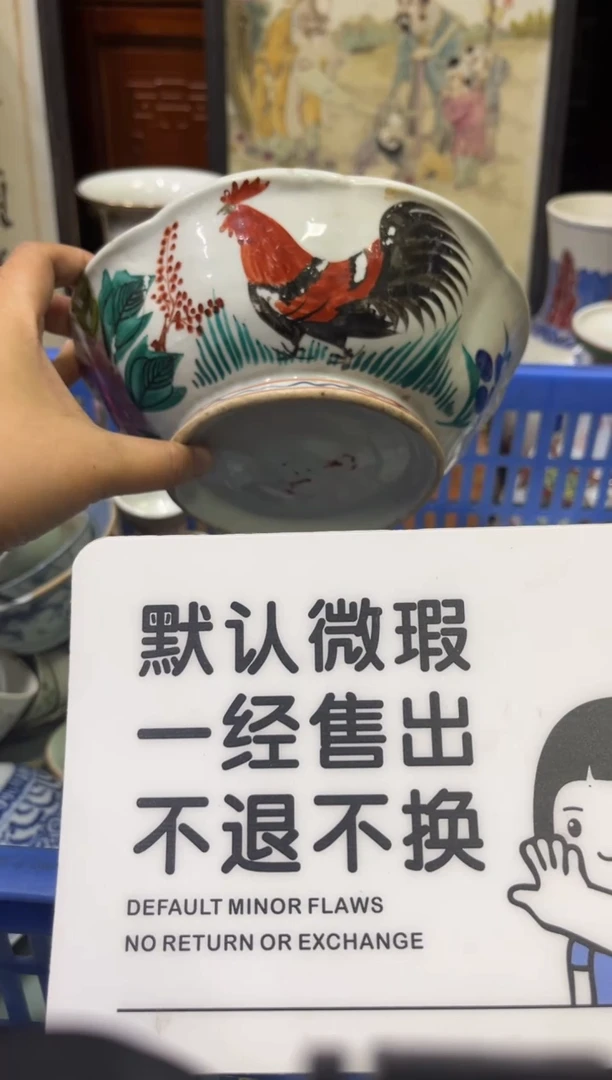 默认微瑕
一经售出
不退不换
DEFAULT MINOR FLAWS
NO RETURN OR EXCHANGE